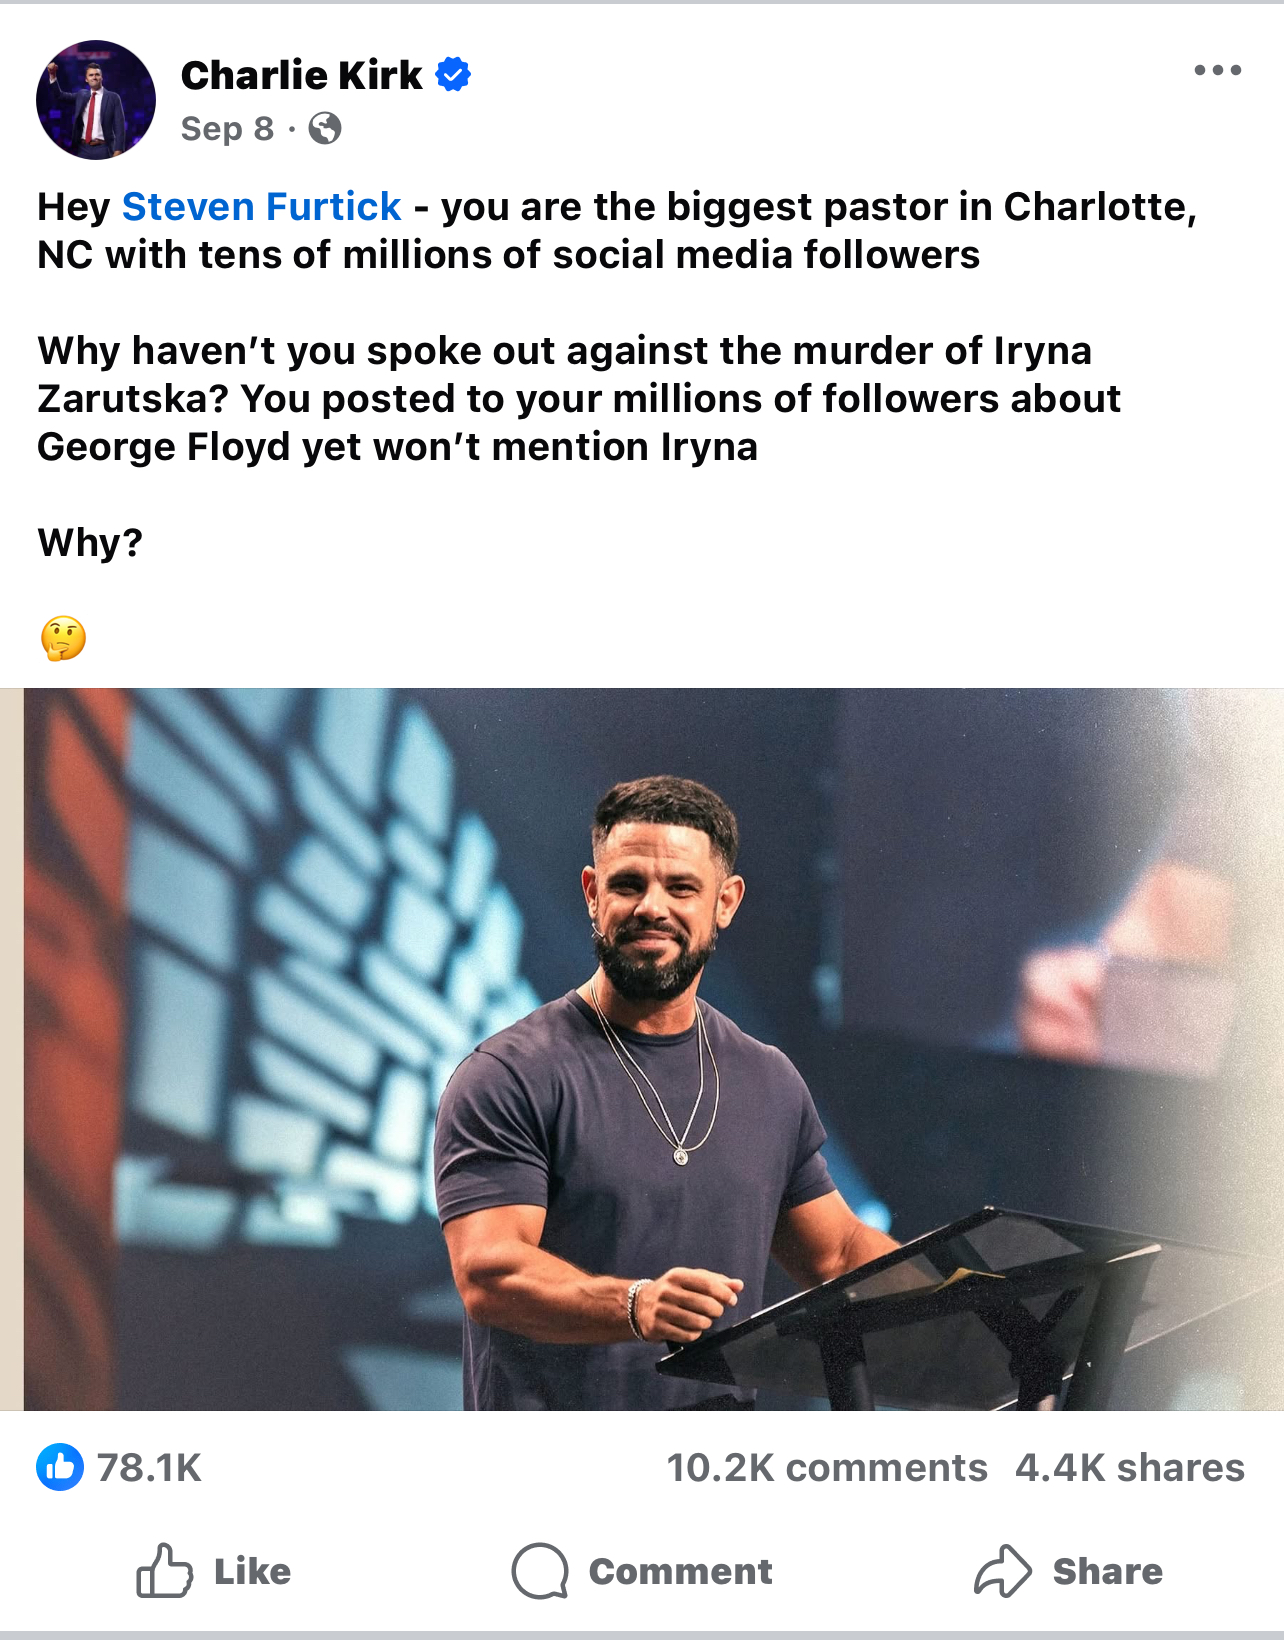 Charlie Kirk
Sep 8 ·
Hey Steven Furtick - you are the biggest pastor in Charlotte,
NC with tens of millions of social media followers
Why haven’t you spoke out against the murder of Iryna
Zarutska? You posted to your millions of followers about
George Floyd yet won’t mention Iryna
Why?
🤔
78.1K 10.2K comments 4.4K shares
Like Comment Share